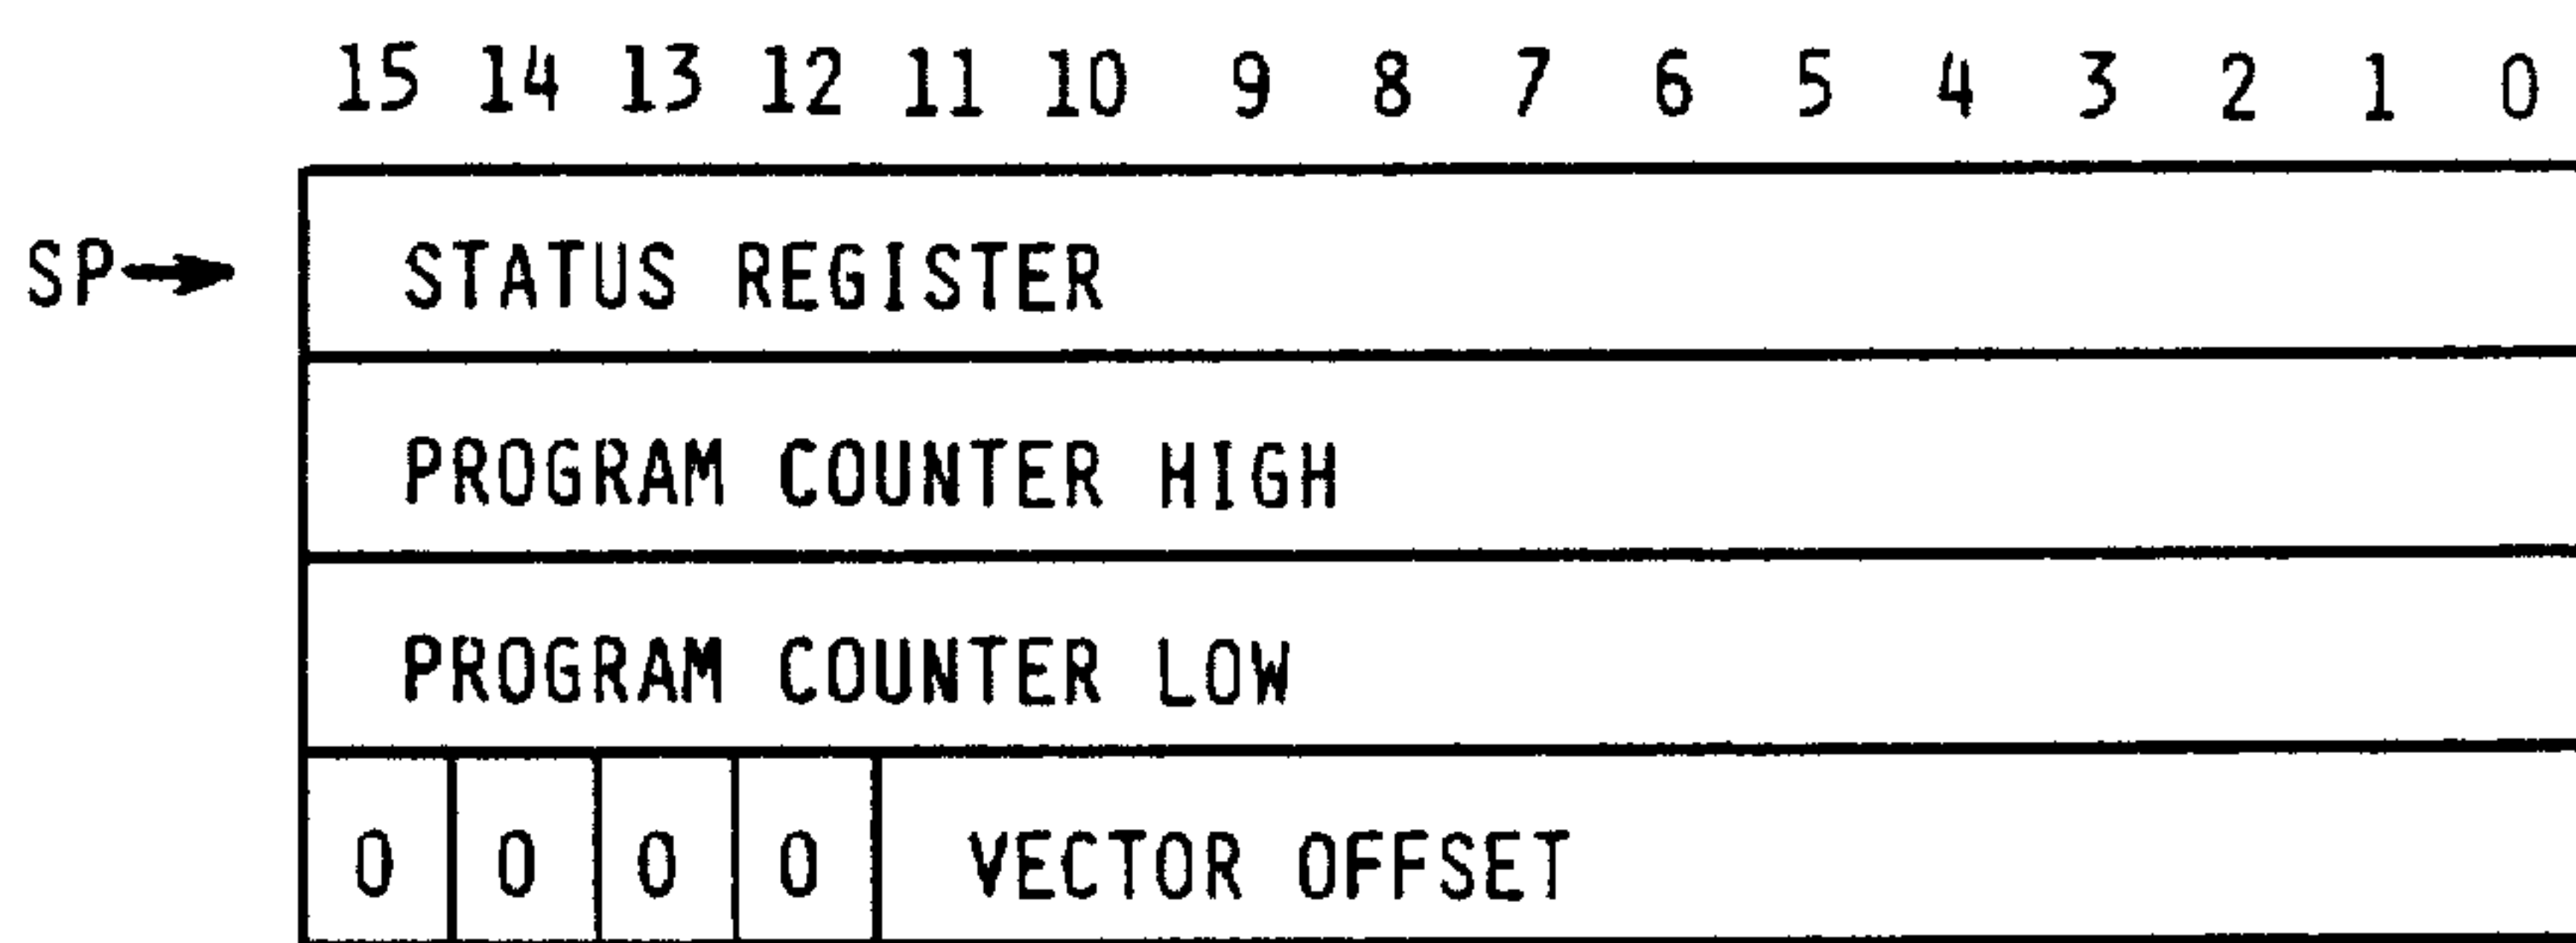 15 14 13 12 11 10 9 8 7 6 5 4 3 2 1 0
SP STATUS REGISTER
PROGRAM COUNTER HIGH
PROGRAM COUNTER LOW
0 0 0 0 VECTOR OFFSET